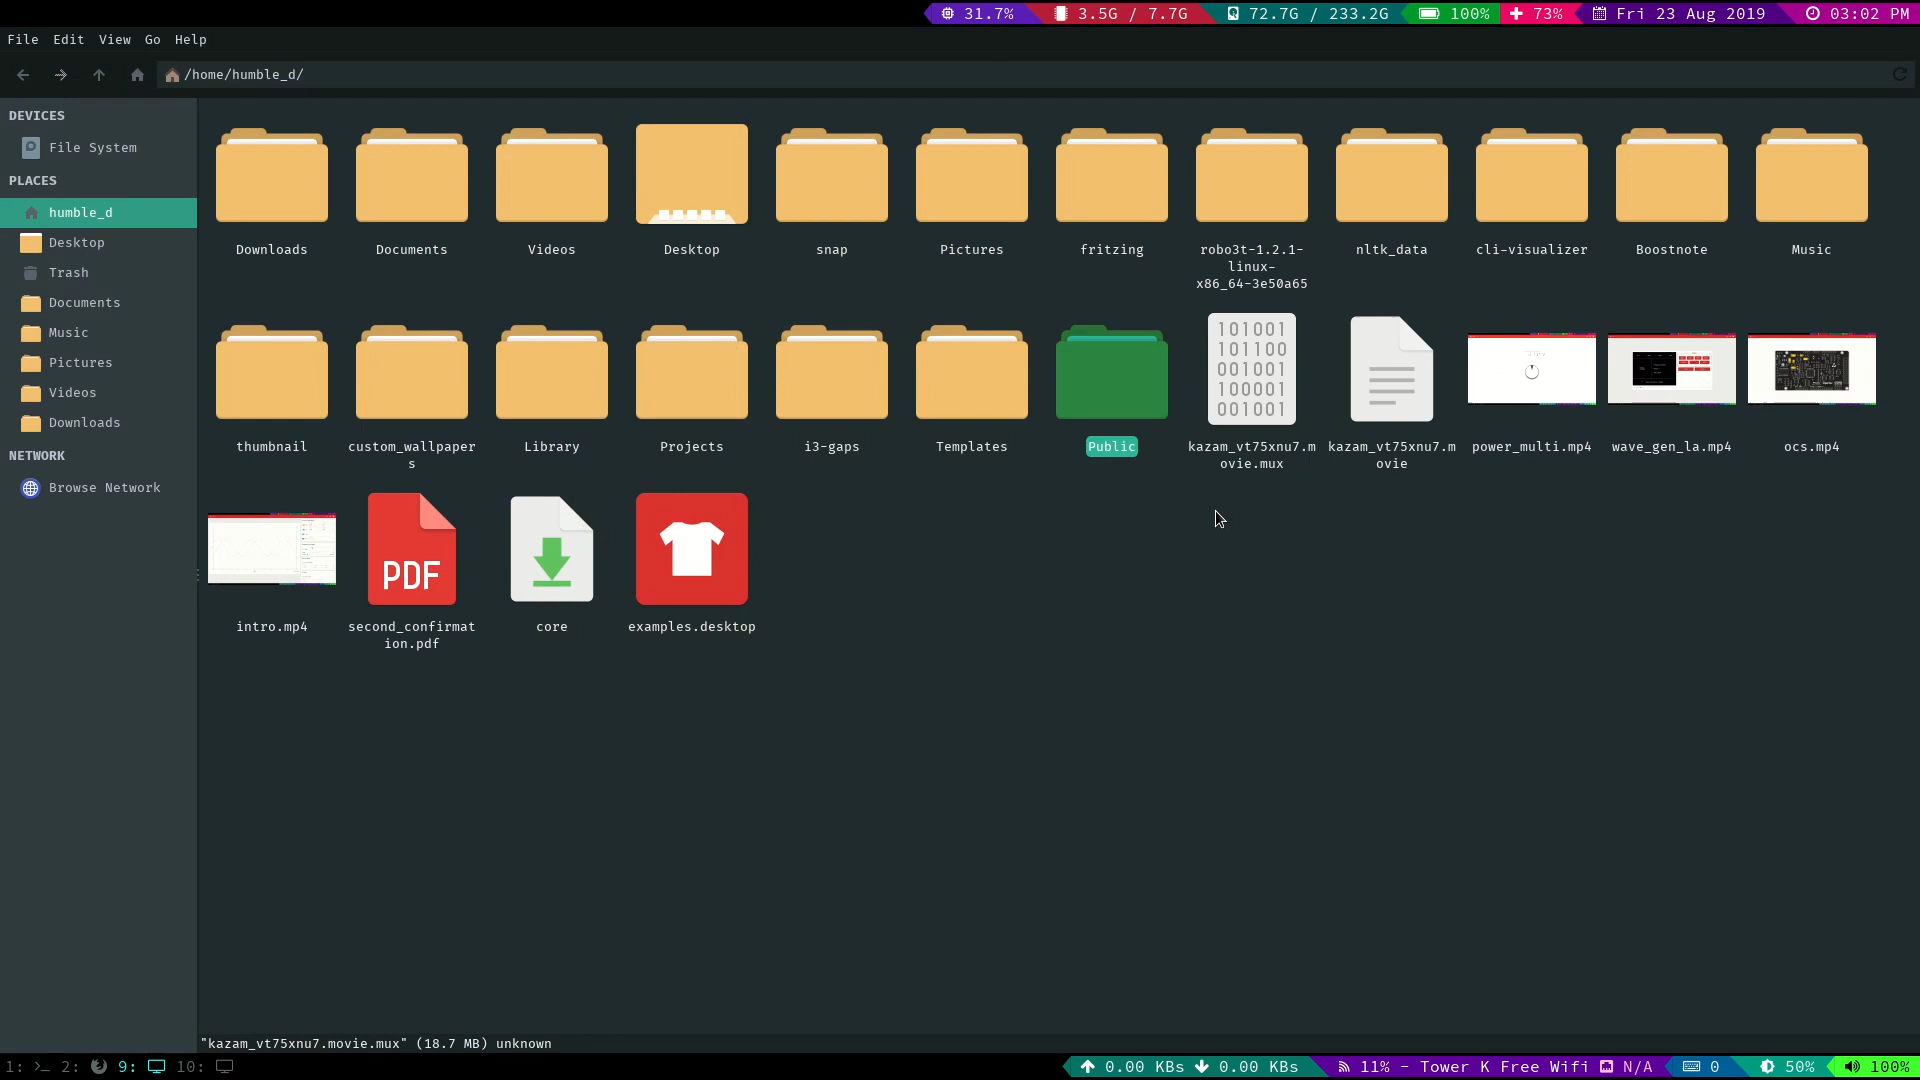 31.7% 3.5G / 7.7G 72.7G / 233.2G 100% 73% Fri 23 Aug 2019 03:02 PM
File Edit View Go Help
/home/humble_d/
DEVICES
File System
PLACES
humble_d
Desktop
Trash
Documents
Music
Pictures
Videos
Downloads
NETWORK
Browse Network
Downloads
Documents
Videos
Desktop
snap
Pictures
fritzing
robo3t-1.2.1-
linux-
x86_64-3e50a65
nltk_data
cli-visualizer
Boostnote
Music
thumbnail
custom_wallpaper
s
Library
Projects
i3-gaps
Templates
Public
101001
101100
001001
100001
001001
kazam_vt75xnu7.m
ovie.mux
kazam_vt75xnu7.m
ovie
power_multi.mp4
wave_gen_la.mp4
ocs.mp4
intro.mp4
PDF
second_confirmat
ion.pdf
core
examples.desktop
"kazam_vt75xnu7.movie.mux" (18.7 MB) unknown
1: 2: 9: 10:
0.00 KBs 0.00 KBs 11% - Tower K Free Wifi N/A 0 50% 100%